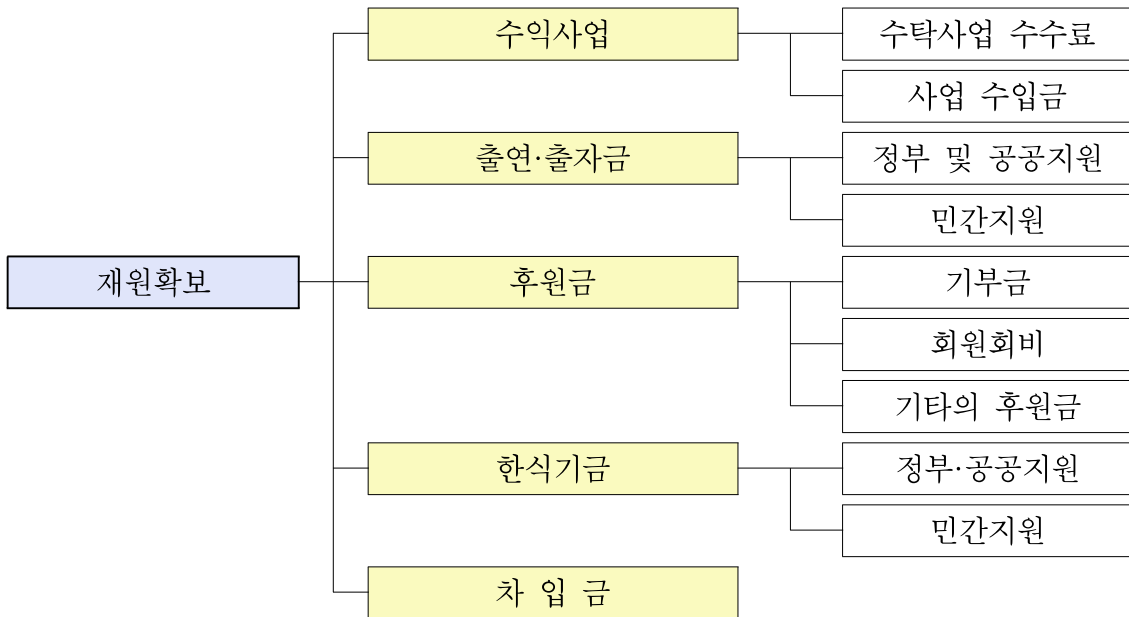 수익사업
수탁사업 수수료
사업 수입금
출연·출자금
정부 및 공공지원
민간지원
재원확보
후원금
기부금
회원회비
기타의 후원금
한식기금
정부·공공지원
민간지원
차 입 금